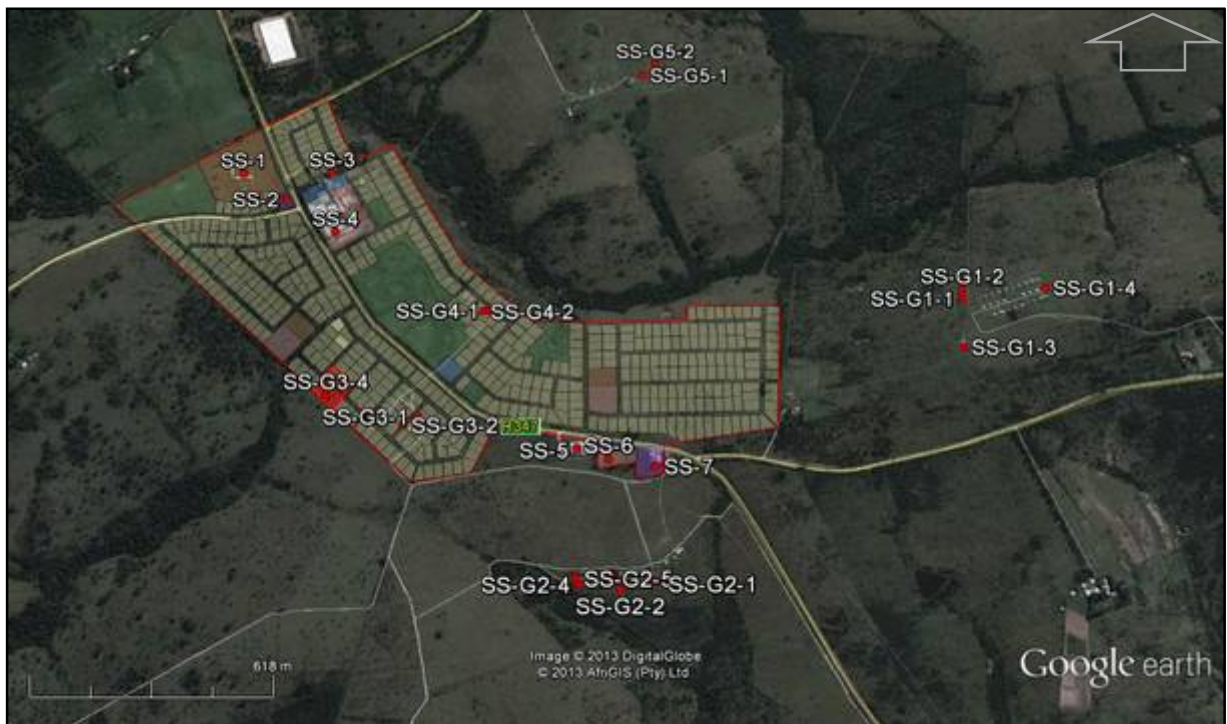 SS-G5-2
SS-G5-1
SS-1
SS-3
SS-2
SS-4
SS-G1-2
SS-G1-1
SS-G1-4
SS-G4-1
SS-G4-2
SS-G1-3
SS-G3-4
SS-G3-1
SS-G3-2
SS-5
SS-6
SS-7
SS-G2-4
SS-G2-5
SS-G2-1
SS-G2-2
618 m
Image © 2013 DigitalGlobe
© 2013 AfriGIS (Pty) Ltd
Google earth